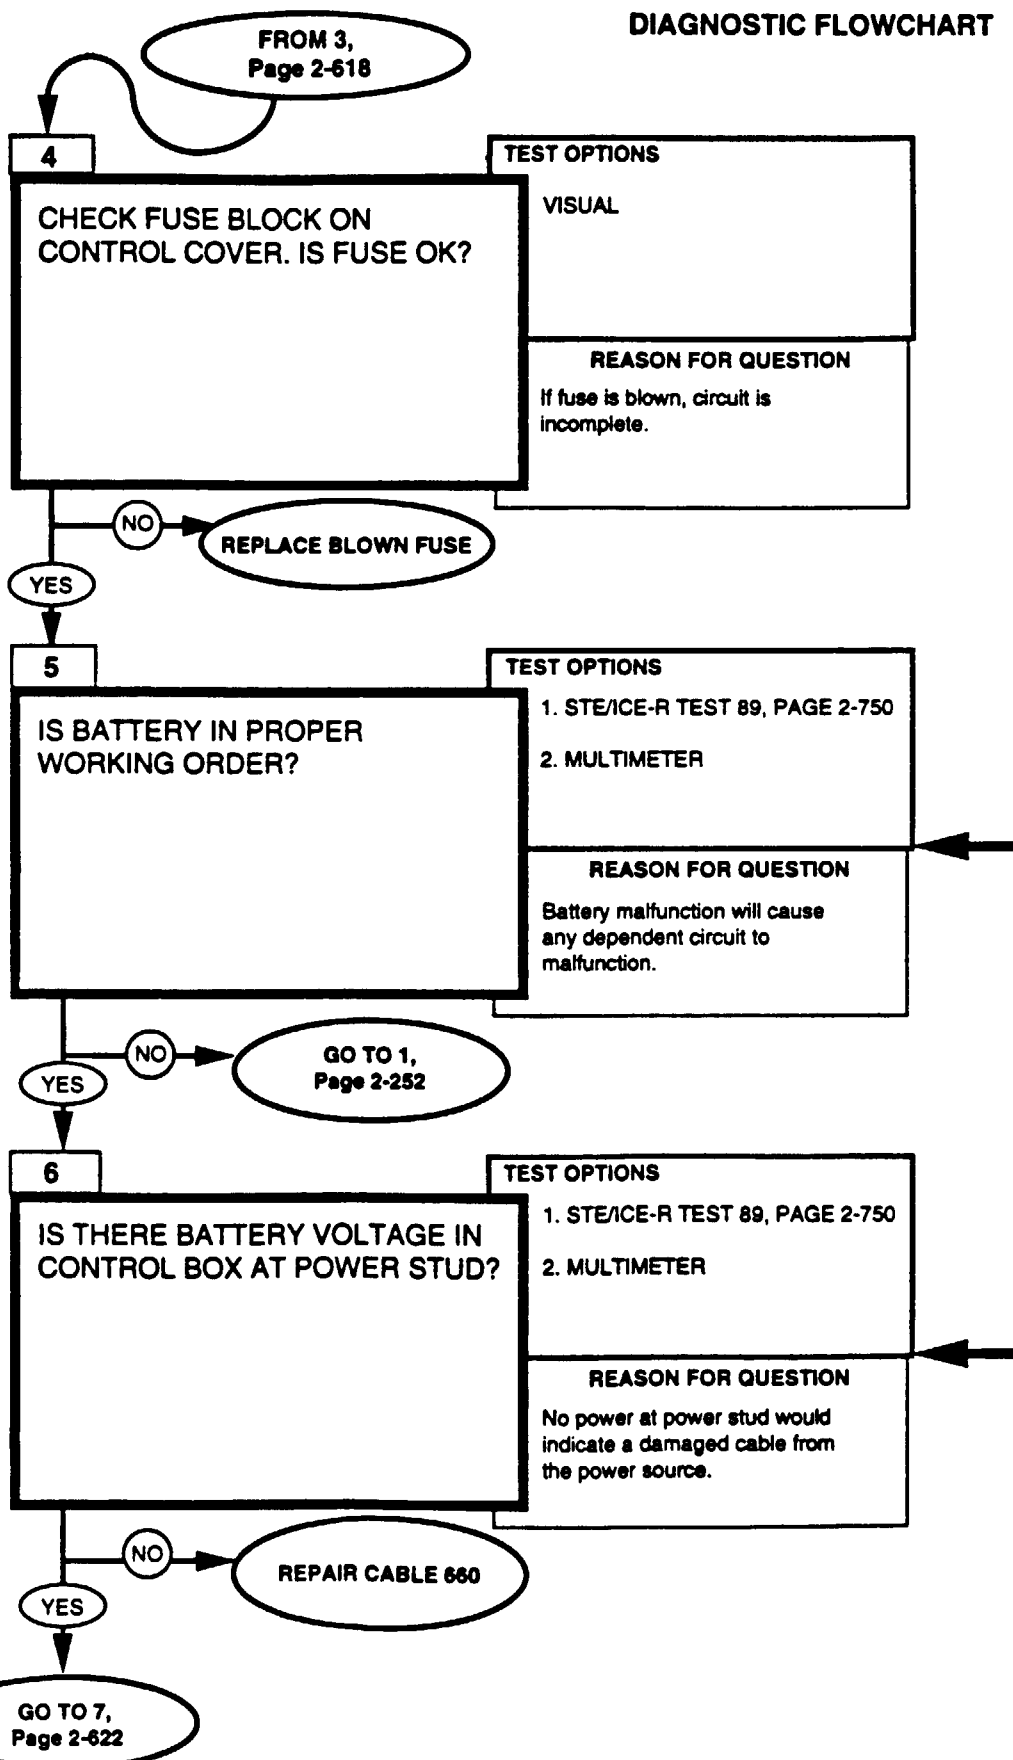 DIAGNOSTIC FLOWCHART
FROM 3,
Page 2-618
4
CHECK FUSE BLOCK ON
CONTROL COVER. IS FUSE OK?
TEST OPTIONS
VISUAL
REASON FOR QUESTION
If fuse is blown, circuit is
incomplete.
NO
REPLACE BLOWN FUSE
YES
5
IS BATTERY IN PROPER
WORKING ORDER?
TEST OPTIONS
1. STE/ICE-R TEST 89, PAGE 2-750
2. MULTIMETER
REASON FOR QUESTION
Battery malfunction will cause
any dependent circuit to
malfunction.
NO
GO TO 1,
Page 2-252
YES
6
IS THERE BATTERY VOLTAGE IN
CONTROL BOX AT POWER STUD?
TEST OPTIONS
1. STE/ICE-R TEST 89, PAGE 2-750
2. MULTIMETER
REASON FOR QUESTION
No power at power stud would
indicate a damaged cable from
the power source.
NO
REPAIR CABLE 660
YES
GO TO 7,
Page 2-622